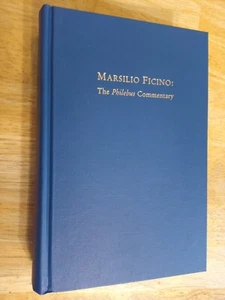 MARSILIO FICINO:
The Philebus Commentary